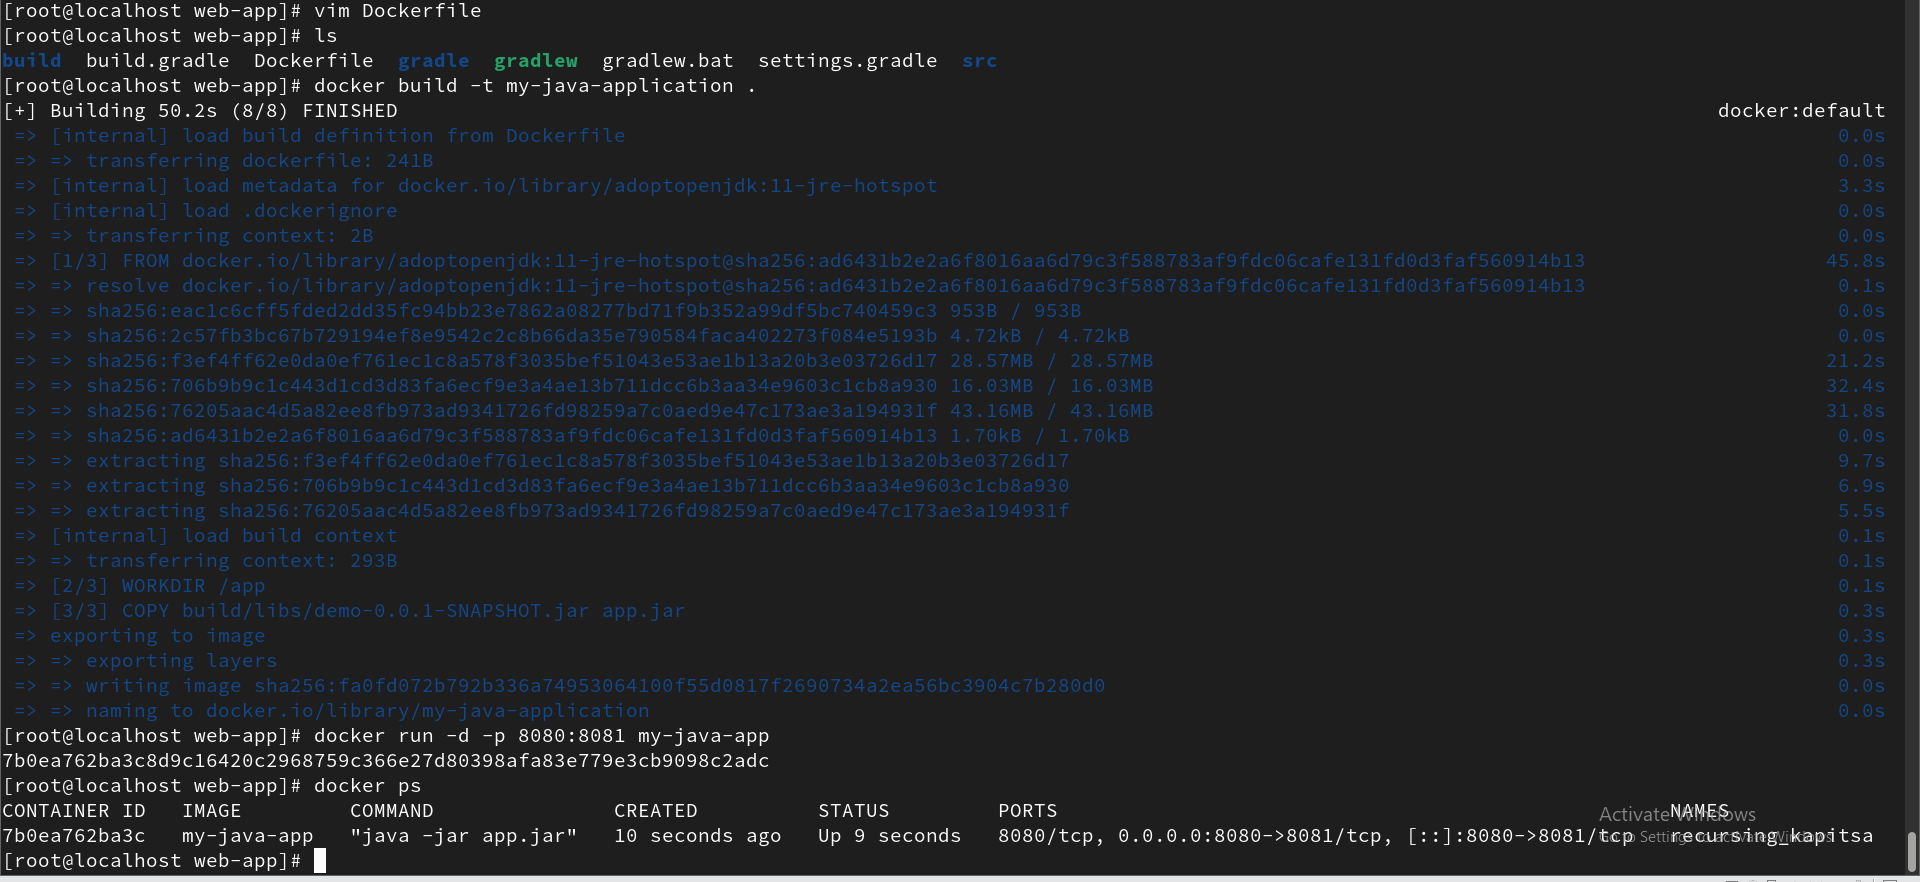 [root@localhost web-app]# vim Dockerfile
[root@localhost web-app]# ls
build  build.gradle  Dockerfile  gradle  gradlew  gradlew.bat  settings.gradle  src
[root@localhost web-app]# docker build -t my-java-application .
[+] Building 50.2s (8/8) FINISHED docker:default
=> [internal] load build definition from Dockerfile 0.0s
=> => transferring dockerfile: 241B 0.0s
=> [internal] load metadata for docker.io/library/adoptopenjdk:11-jre-hotspot 3.3s
=> [internal] load .dockerignore 0.0s
=> => transferring context: 2B 0.0s
=> [1/3] FROM docker.io/library/adoptopenjdk:11-jre-hotspot@sha256:ad6431b2e2a6f8016aa6d79c3f588783af9fdc06cafe131fd0d3faf560914b13 45.8s
=> => resolve docker.io/library/adoptopenjdk:11-jre-hotspot@sha256:ad6431b2e2a6f8016aa6d79c3f588783af9fdc06cafe131fd0d3faf560914b13 0.1s
=> => sha256:eac1c6cff5fded2dd35fc94bb23e7862a08277bd71f9b352a99df5bc740459c3 953B / 953B 0.0s
=> => sha256:2c57fb3bc67b729194ef8e9542c2c8b66da35e790584faca402273f084e5193b 4.72kB / 4.72kB 0.0s
=> => sha256:f3ef4ff62e0da0ef761ec1c8a578f3035bef51043e53ae1b13a20b3e03726d17 28.57MB / 28.57MB 21.2s
=> => sha256:706b9b9c1c443d1cd3d83fa6ecf9e3a4ae13b711dcc6b3aa34e9603c1cb8a930 16.03MB / 16.03MB 32.4s
=> => sha256:76205aac4d5a82ee8fb973ad9341726fd98259a7c0aed9e47c173ae3a194931f 43.16MB / 43.16MB 31.8s
=> => sha256:ad6431b2e2a6f8016aa6d79c3f588783af9fdc06cafe131fd0d3faf560914b13 1.70kB / 1.70kB 0.0s
=> => extracting sha256:f3ef4ff62e0da0ef761ec1c8a578f3035bef51043e53ae1b13a20b3e03726d17 9.7s
=> => extracting sha256:706b9b9c1c443d1cd3d83fa6ecf9e3a4ae13b711dcc6b3aa34e9603c1cb8a930 6.9s
=> => extracting sha256:76205aac4d5a82ee8fb973ad9341726fd98259a7c0aed9e47c173ae3a194931f 5.5s
=> [internal] load build context 0.1s
=> => transferring context: 293B 0.1s
=> [2/3] WORKDIR /app 0.1s
=> [3/3] COPY build/libs/demo-0.0.1-SNAPSHOT.jar app.jar 0.3s
=> exporting to image 0.3s
=> => exporting layers 0.3s
=> => writing image sha256:fa0fd072b792b336a74953064100f55d0817f2690734a2ea56bc3904c7b280d0 0.0s
=> => naming to docker.io/library/my-java-application 0.0s
[root@localhost web-app]# docker run -d -p 8080:8081 my-java-app
7b0ea762ba3c8d9c16420c2968759c366e27d80398afa83e779e3cb9098c2adc
[root@localhost web-app]# docker ps
CONTAINER ID   IMAGE   COMMAND   CREATED   STATUS   PORTS   NAMES
7b0ea762ba3c   my-java-app   "java -jar app.jar"   10 seconds ago   Up 9 seconds   8080/tcp, 0.0.0.0:8080->8081/tcp, [::]:8080->8081/tcp   recursing_kapitsa
[root@localhost web-app]#
Activate Windows
Go to Settings to activate Windows.